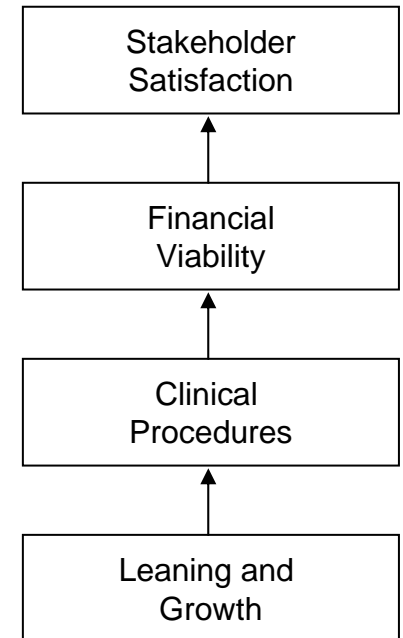 Stakeholder
Satisfaction
Financial
Viability
Clinical
Procedures
Leaning and
Growth